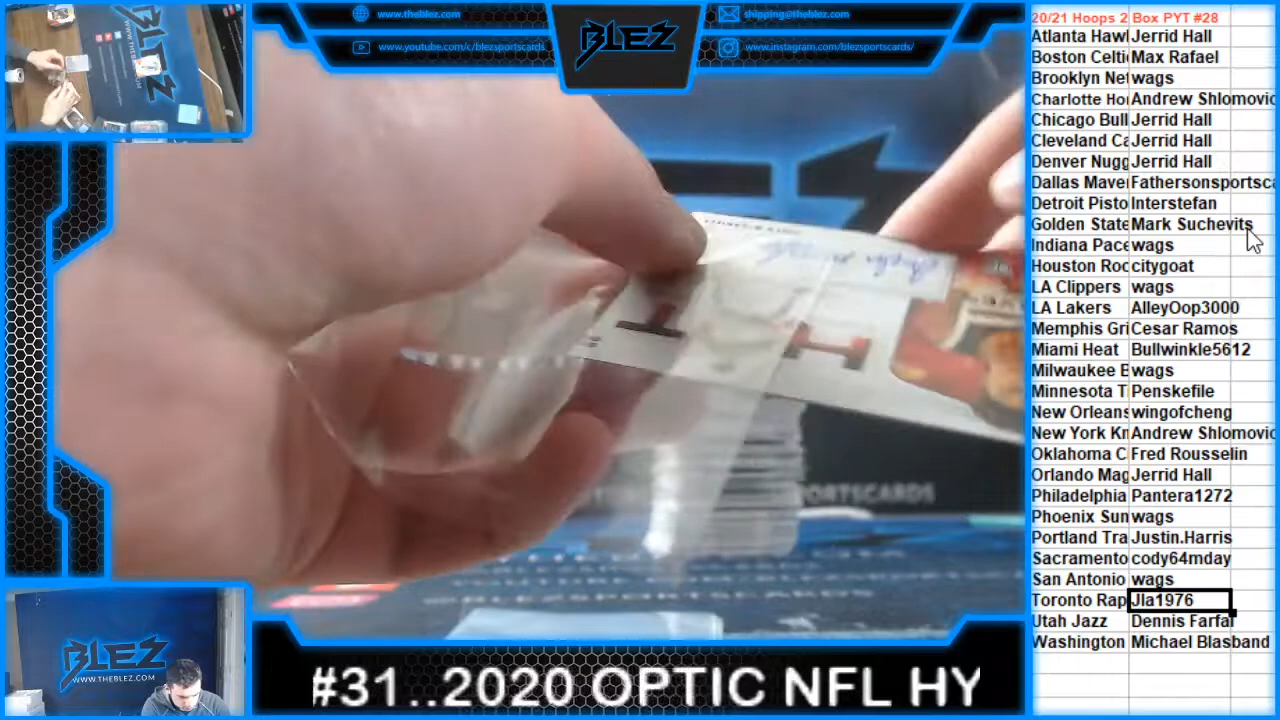 www.theblez.com
shipping@theblez.com
www.youtube.com/c/blezsportscards
www.instagram.com/blezsportscards/
BLEZ
20/21 Hoops 2 Box PYT #28
Atlanta Hawl Jerrid Hall
Boston Celti Max Rafael
Brooklyn Net wags
Charlotte Ho Andrew Shlomovic
Chicago Bull Jerrid Hall
Cleveland Ca Jerrid Hall
Denver Nugg Jerrid Hall
Dallas Maver Fathersonsportsca
Detroit Pisto Interstefan
Golden State Mark Suchevits
Indiana Pace wags
Houston Roc citygoat
LA Clippers wags
LA Lakers AlleyOop3000
Memphis Gri Cesar Ramos
Miami Heat Bullwinkle5612
Milwaukee B wags
Minnesota T Penskefile
New Orleans wingofcheng
New York Kn Andrew Shlomovic
Oklahoma C Fred Rousselin
Orlando Mag Jerrid Hall
Philadelphia Pantera1272
Phoenix Sun wags
Portland Tra Justin.Harris
Sacramento cody64mday
San Antonio wags
Toronto Rap Jla1976
Utah Jazz Dennis Farfar
Washington Michael Blasband
PORTSCARDS
BLEZ
WWW.THEBLEZ.COM
#31..2020 OPTIC NFL HY